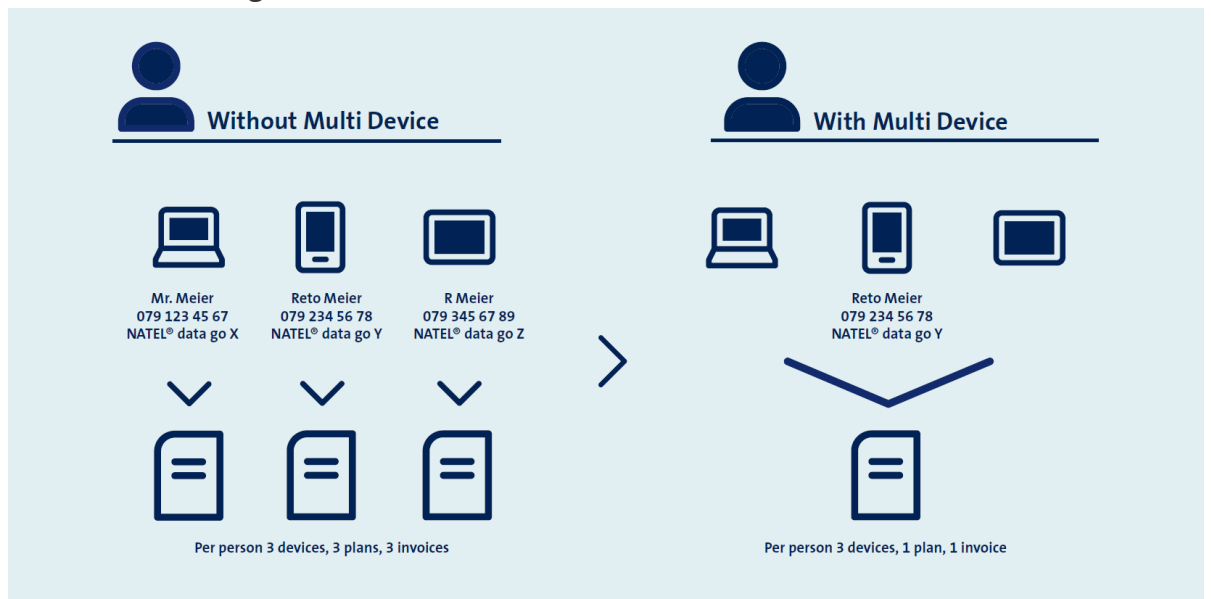 Without Multi Device
Mr. Meier
079 123 45 67
NATEL® data go X
Reto Meier
079 234 56 78
NATEL® data go Y
R Meier
079 345 67 89
NATEL® data go Z
Per person 3 devices, 3 plans, 3 invoices
With Multi Device
Reto Meier
079 234 56 78
NATEL® data go Y
Per person 3 devices, 1 plan, 1 invoice